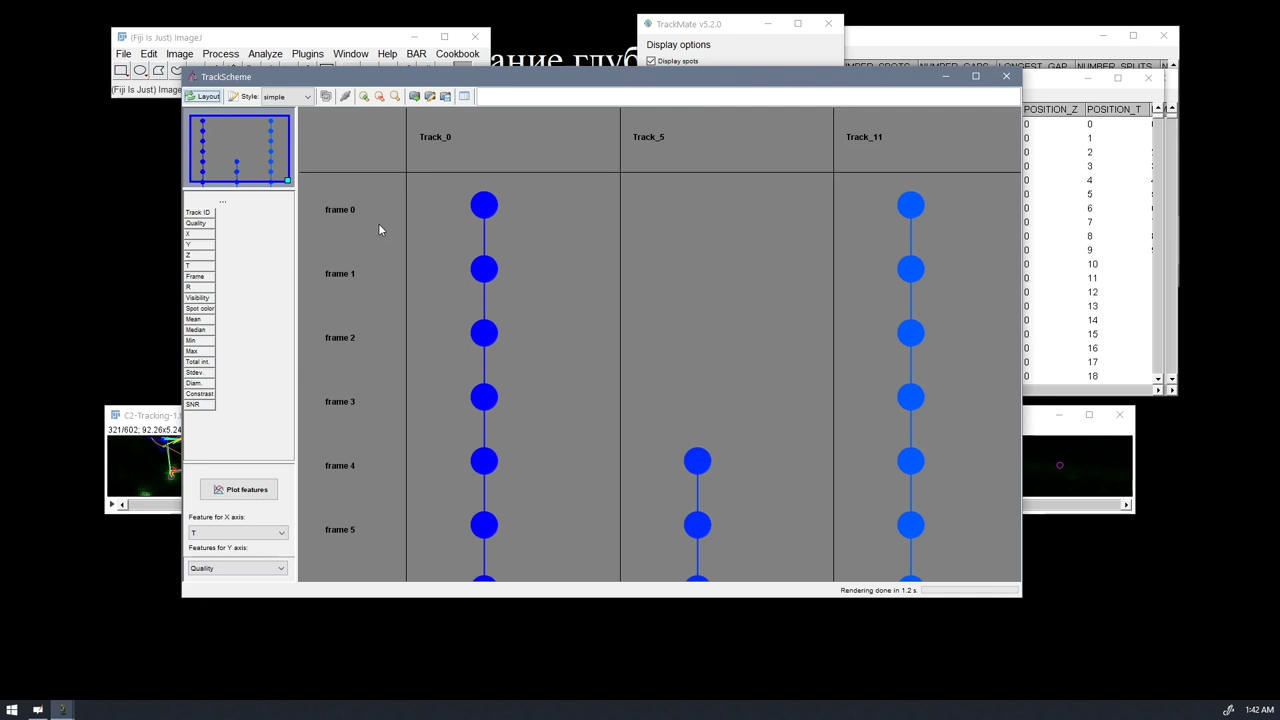 (Fiji Is Just) ImageJ
File Edit Image Process Analyze Plugins Window Help BAR Cookbook
(Fiji Is Just) ImageJ
ание глуб
TrackMate v5.2.0
Display options
Display spots
TrackScheme
Layout Style: simple
Track_0 Track_5 Track_11
frame 0
frame 1
frame 2
frame 3
frame 4
frame 5
...
Track ID
Quality
X
Y
Z
T
Frame
R
Visibility
Spot color
Mean
Median
Min
Max
Total int.
Stdev.
Diam.
Constrast
SNR
Plot features
Feature for X axis:
T
Features for Y axis:
Quality
Rendering done in 1.2 s.
LONGEST_GAP NUMBER_SPLITS
POSITION_Z POSITION_T
0 0
0 1
0 2
0 3
0 4
0 5
0 6
0 7
0 8
0 9
0 10
0 11
0 12
0 13
0 14
0 15
0 16
0 17
0 18
C2-Tracking-1.
321/602; 92.26x5.24
1:42 AM